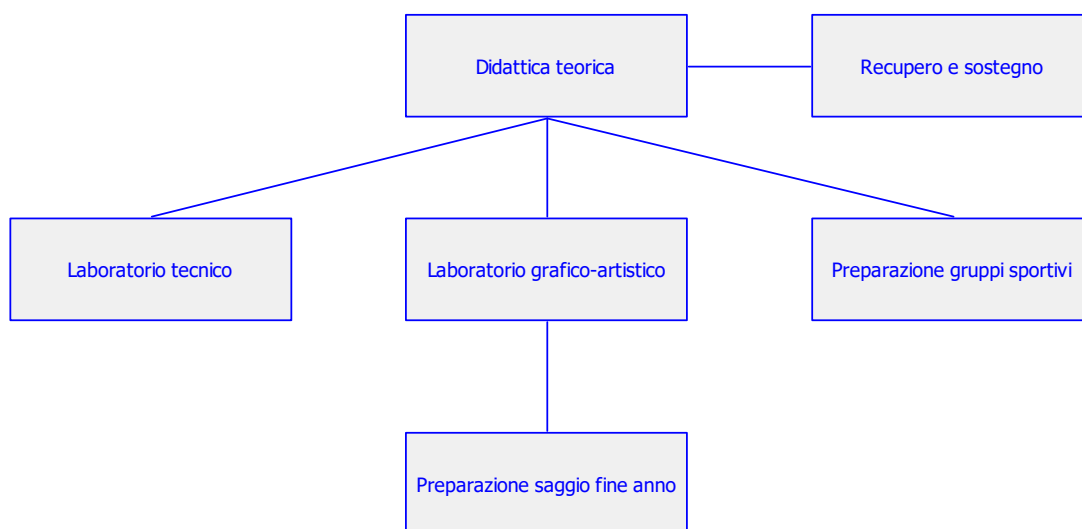 Didattica teorica
Recupero e sostegno
Laboratorio tecnico
Laboratorio grafico-artistico
Preparazione gruppi sportivi
Preparazione saggio fine anno